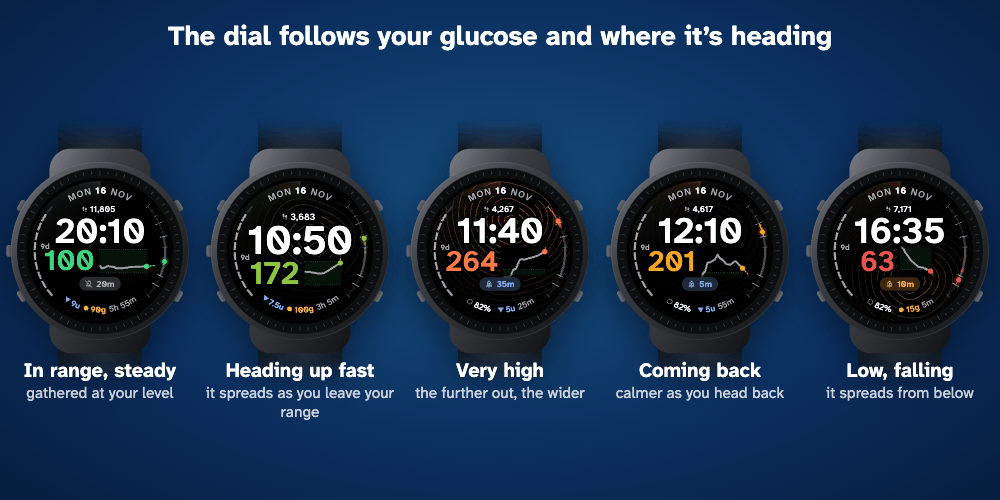 The dial follows your glucose and where it's heading
MON 16 NOV
11,805
20:10
9d
100
20m
9u 90g 5h 55m
In range, steady
gathered at your level
MON 16 NOV
3,683
10:50
9d
172
7.5u 100g 3h 5m
Heading up fast
it spreads as you leave your
range
MON 16 NOV
4,267
11:40
9d
264
35m
82% 5u 25m
Very high
the further out, the wider
MON 16 NOV
4,617
12:10
9d
201
5m
82% 5u 55m
Coming back
calmer as you head back
MON 16 NOV
7,171
16:35
9d
63
10m
82% 15g 5m
Low, falling
it spreads from below